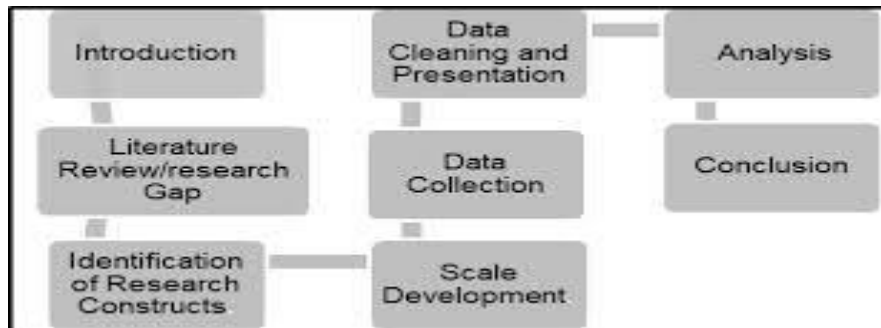 Introduction
Literature
Review/research
Gap
Identification
of Research
Constructs
Scale
Development
Data
Collection
Data
Cleaning and
Presentation
Analysis
Conclusion